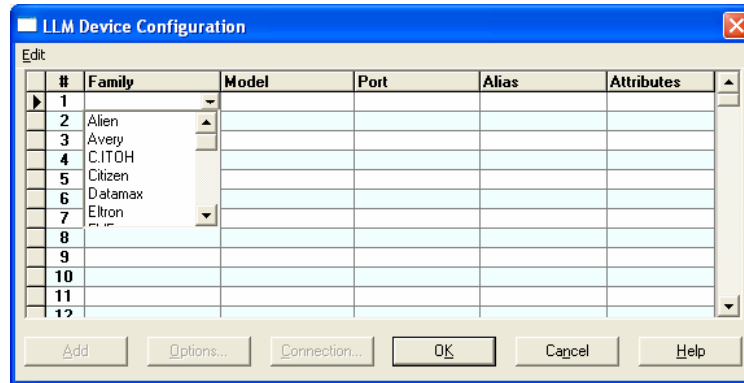 LLM Device Configuration
Edit
# Family Model Port Alias Attributes
1
2 Alien
3 Avery
4 C.ITOH
5 Citizen
6 Datamax
7 Eltron
8
9
10
11
12
Add Options... Connection... OK Cancel Help